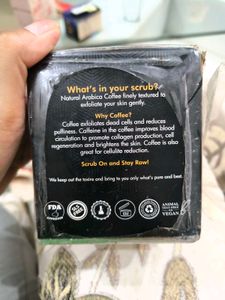 What's in your scrub?
Natural Arabica Coffee finely textured to
exfoliate your skin gently.
Why Coffee?
Coffee exfoliates dead cells and reduces
puffiness. Caffeine in the coffee improves blood
circulation to promote collagen production, cell
regeneration and brightens the skin. Coffee is also
great for cellulite reduction.
Scrub On and Stay Raw!
We keep out the toxins and bring to you only what's pure and best.
FDA
ANIMAL
VEGAN